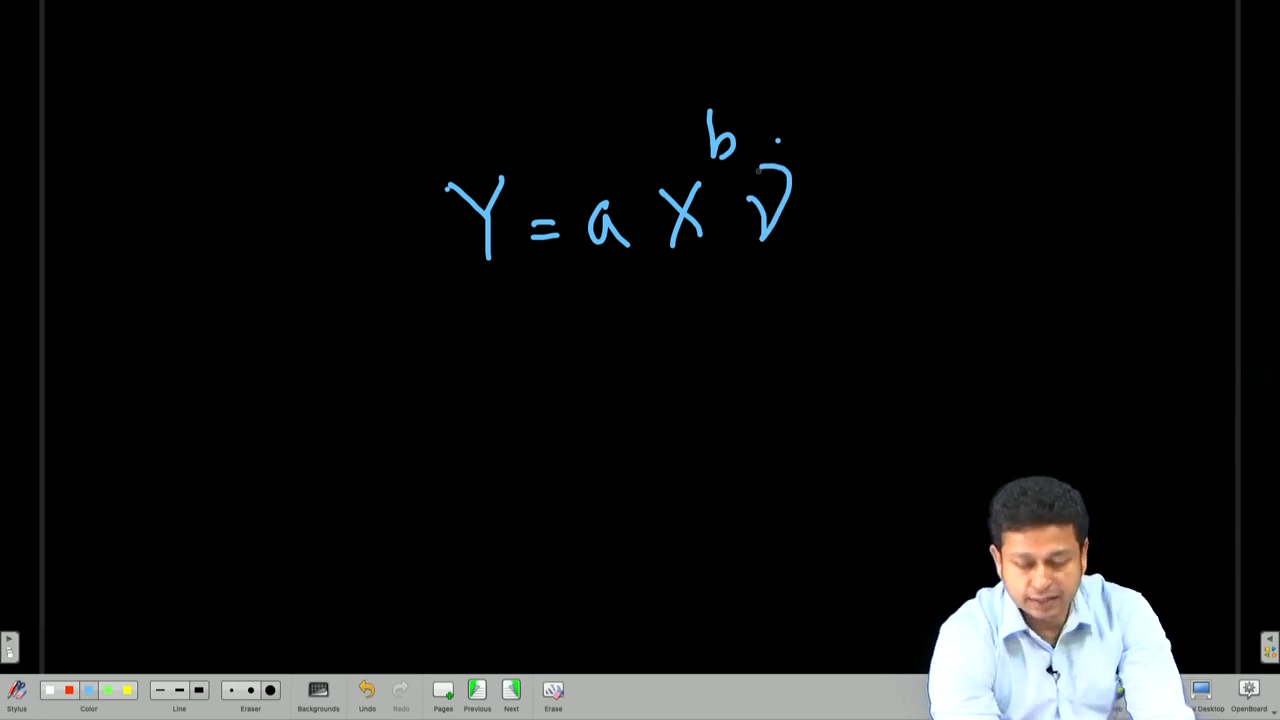 Y = a X^b ν
Stylus Color Line Eraser Backgrounds Undo Redo Pages Previous Next Erase Desktop OpenBoard